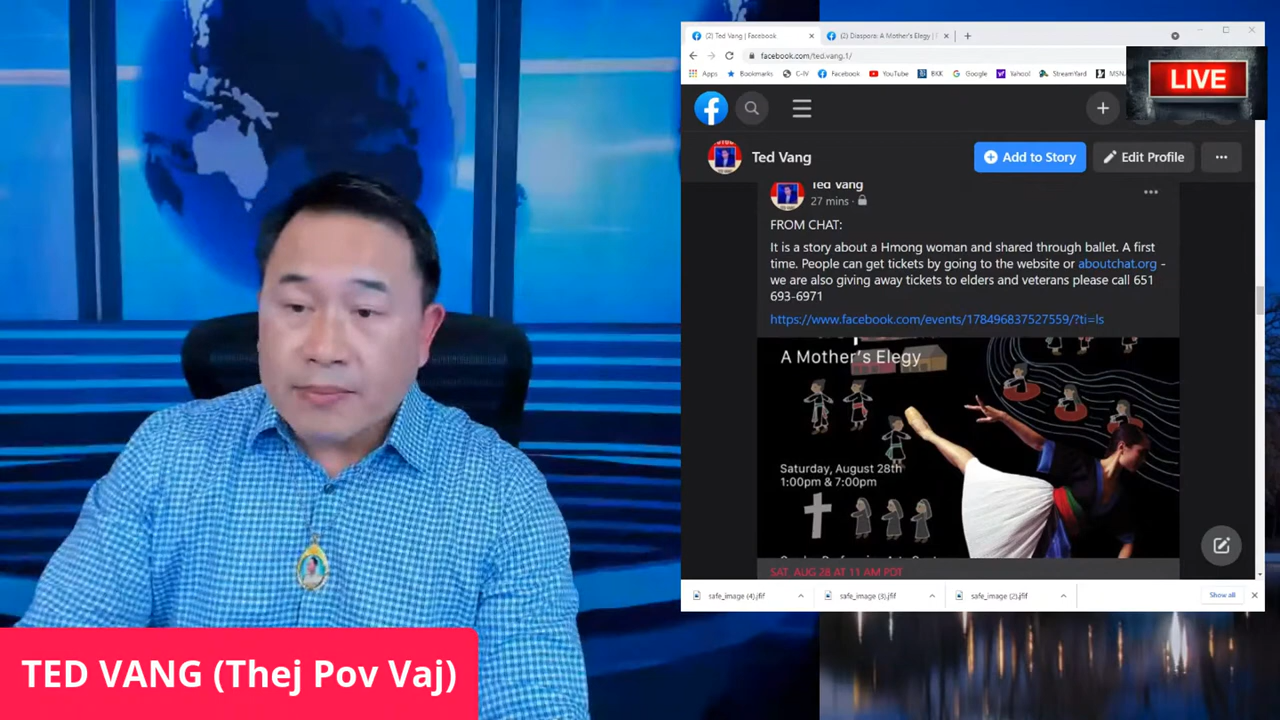 (2) Ted Vang | Facebook
(2) Diaspora: A Mother's Elegy |
facebook.com/ted.vang.1/
Apps
Bookmarks
C-IV
Facebook
YouTube
BKK
Google
Yahoo!
StreamYard
LIVE
Ted Vang
Add to Story
Edit Profile
Ted Vang
27 mins ·
FROM CHAT:
It is a story about a Hmong woman and shared through ballet. A first
time. People can get tickets by going to the website or aboutchat.org -
we are also giving away tickets to elders and veterans please call 651
693-6971
https://www.facebook.com/events/178496837527559/?ti=ls
A Mother's Elegy
Saturday, August 28th
1:00pm & 7:00pm
SAT, AUG 28 AT 11 AM PDT
safe_image (4).jfif
safe_image (3).jfif
safe_image (2).jfif
Show all
TED VANG (Thej Pov Vaj)